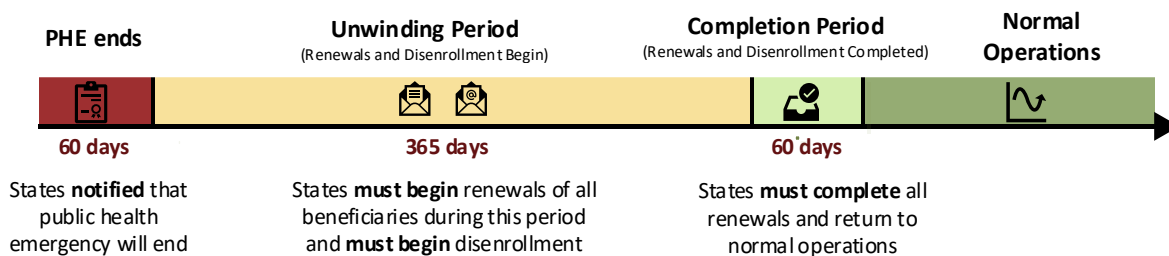 PHE ends
Unwinding Period
(Renewals and Disenrollment Begin)
Completion Period
(Renewals and Disenrollment Completed)
Normal
Operations
60 days
365 days
60 days
States notified that
public health
emergency will end
States must begin renewals of all
beneficiaries during this period
and must begin disenrollment
States must complete all
renewals and return to
normal operations